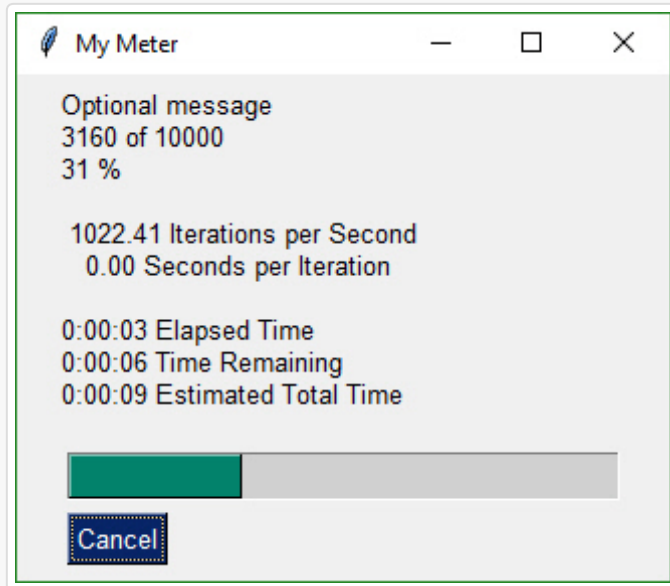 My Meter
Optional message
3160 of 10000
31 %
1022.41 Iterations per Second
0.00 Seconds per Iteration
0:00:03 Elapsed Time
0:00:06 Time Remaining
0:00:09 Estimated Total Time
Cancel